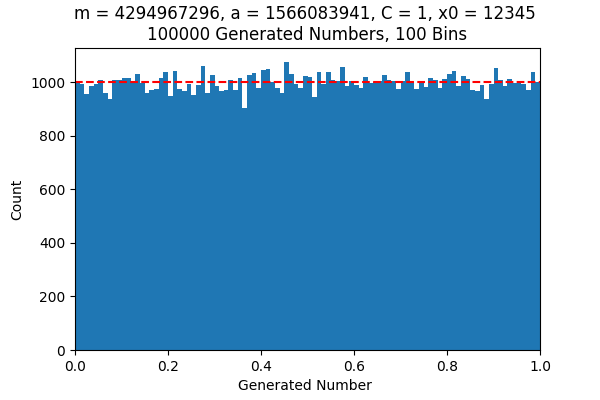 m = 4294967296, a = 1566083941, C = 1, x0 = 12345
100000 Generated Numbers, 100 Bins
1000
800
600
400
200
0
Count
0.0 0.2 0.4 0.6 0.8 1.0
Generated Number